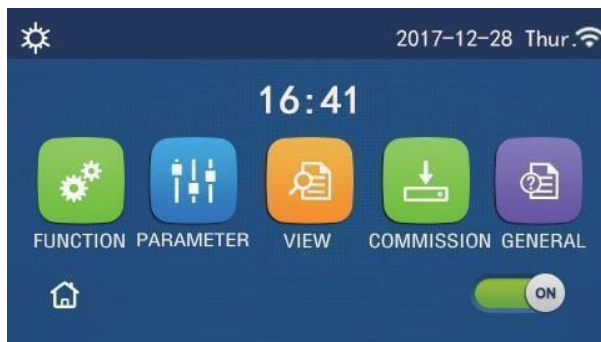 2017-12-28 Thur.
16:41
FUNCTION PARAMETER VIEW COMMISSION GENERAL
ON